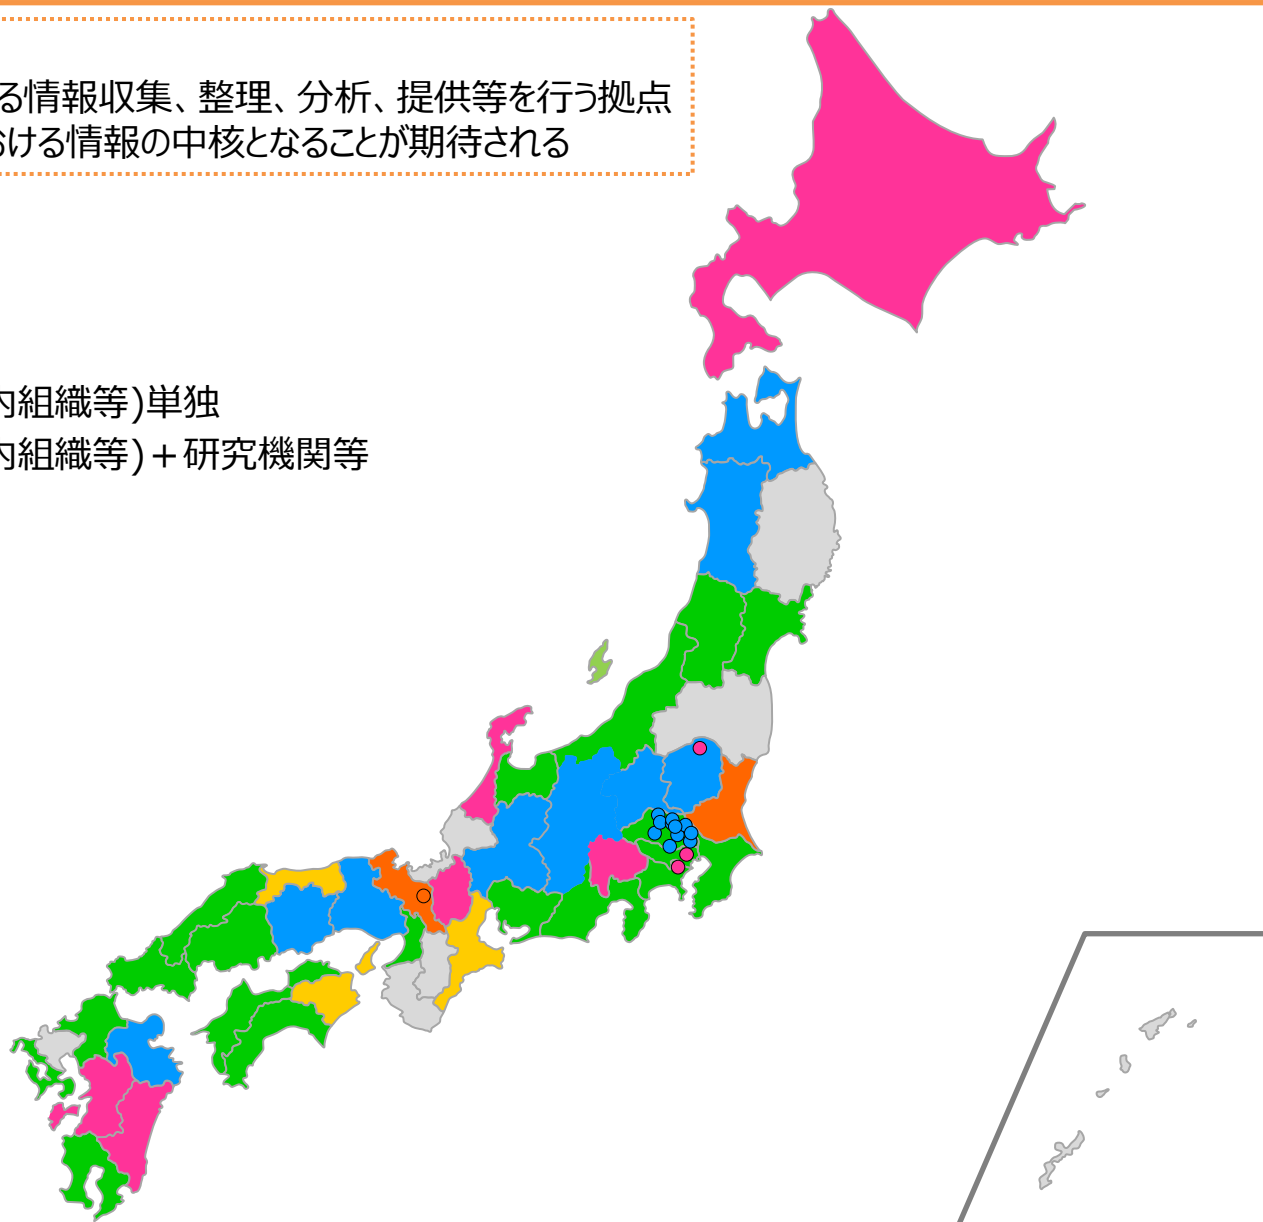 る情報収集、整理、分析、提供等を行う拠点
おける情報の中核となることが期待される
内組織等)単独
内組織等)＋研究機関等